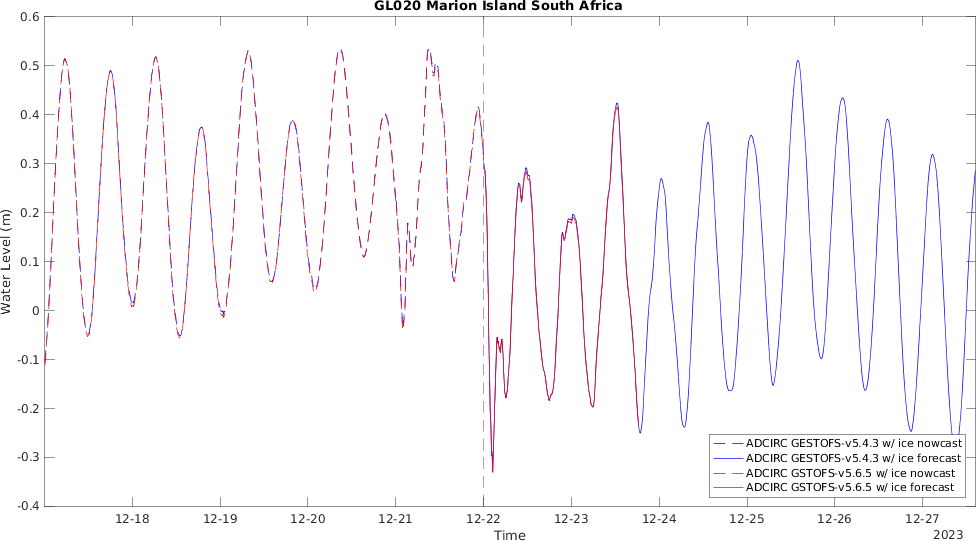 GL020 Marion Island South Africa
Water Level (m)
0.6
0.5
0.4
0.3
0.2
0.1
0
-0.1
-0.2
-0.3
-0.4
ADCIRC GESTOFS-v5.4.3 w/ ice nowcast
ADCIRC GESTOFS-v5.4.3 w/ ice forecast
ADCIRC GSTOFS-v5.6.5 w/ ice nowcast
ADCIRC GSTOFS-v5.6.5 w/ ice forecast
12-18 12-19 12-20 12-21 12-22 12-23 12-24 12-25 12-26 12-27
Time
2023